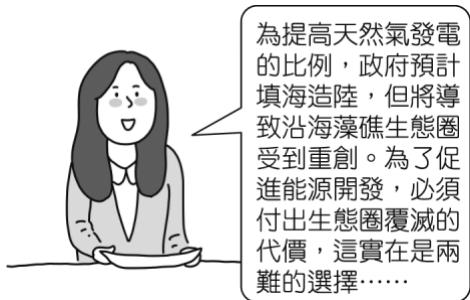 為提高天然氣發電
的比例，政府預計
填海造陸，但將導
致沿海藻礁生態圈
受到重創。為了促
進能源開發，必須
付出生態圈覆滅的
代價，這實在是兩
難的選擇……